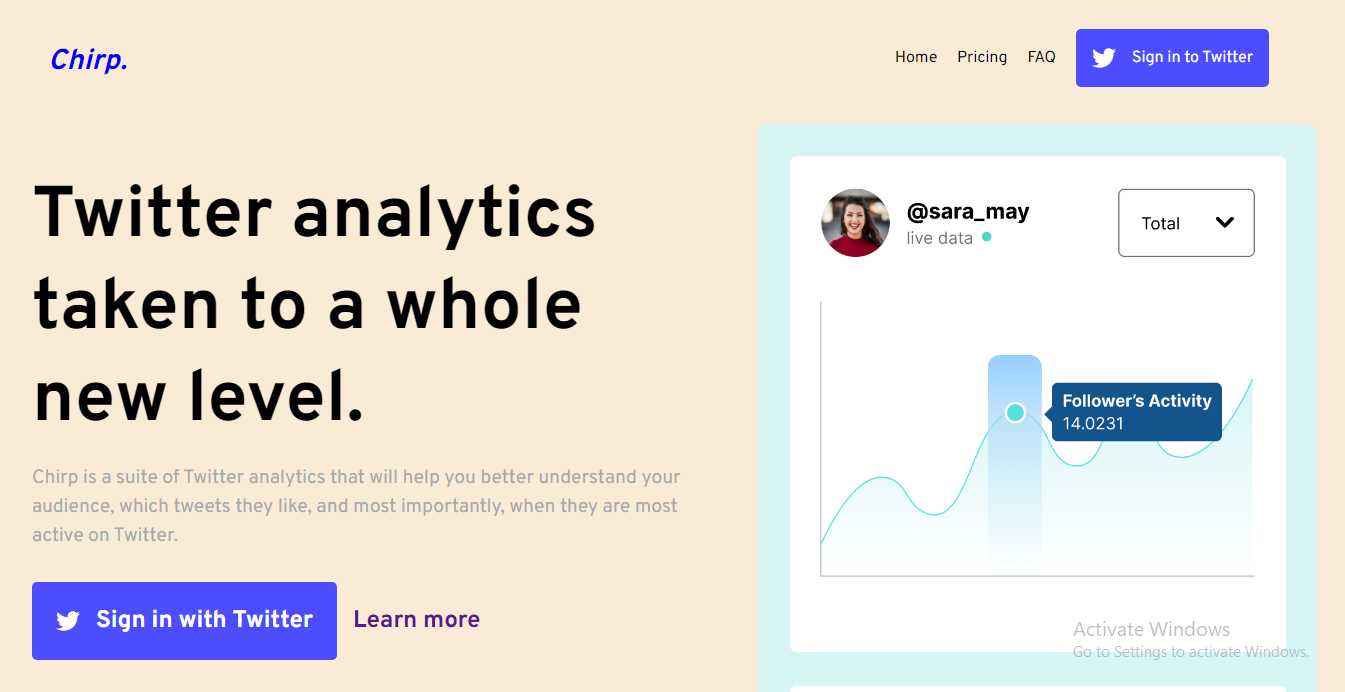 Chirp.
Home Pricing FAQ Sign in to Twitter
Twitter analytics
taken to a whole
new level.
Chirp is a suite of Twitter analytics that will help you better understand your
audience, which tweets they like, and most importantly, when they are most
active on Twitter.
Sign in with Twitter Learn more
@sara_may
live data
Total
Follower's Activity
14.0231
Activate Windows
Go to Settings to activate Windows.